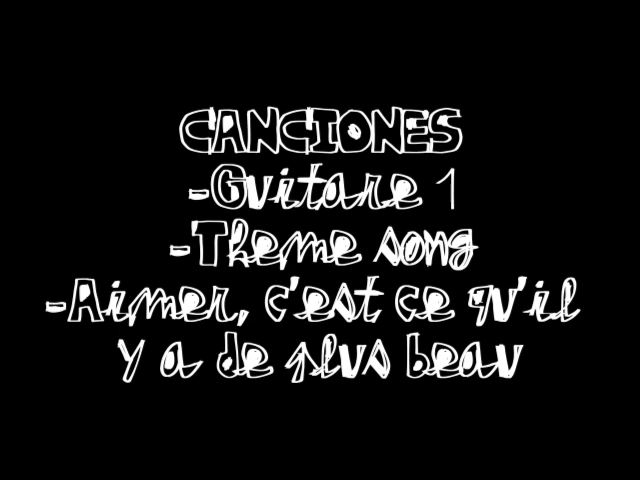 CANCIONES
-Guitare 1
-Theme song
-Aimer, c'est ce qu'il
y a de plus beau